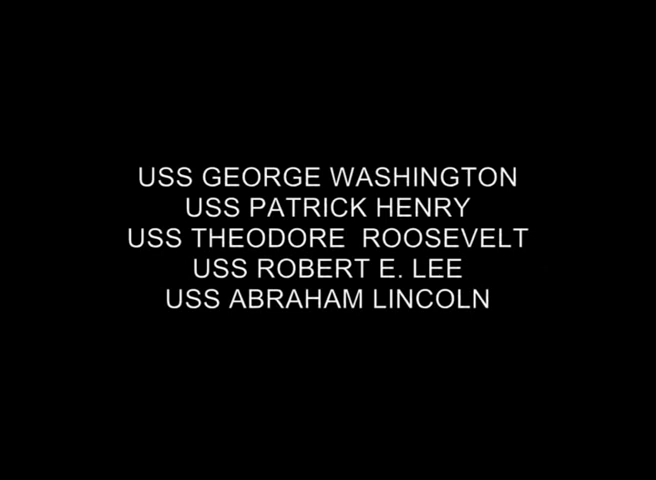 USS GEORGE WASHINGTON
USS PATRICK HENRY
USS THEODORE  ROOSEVELT
USS ROBERT E. LEE
USS ABRAHAM LINCOLN